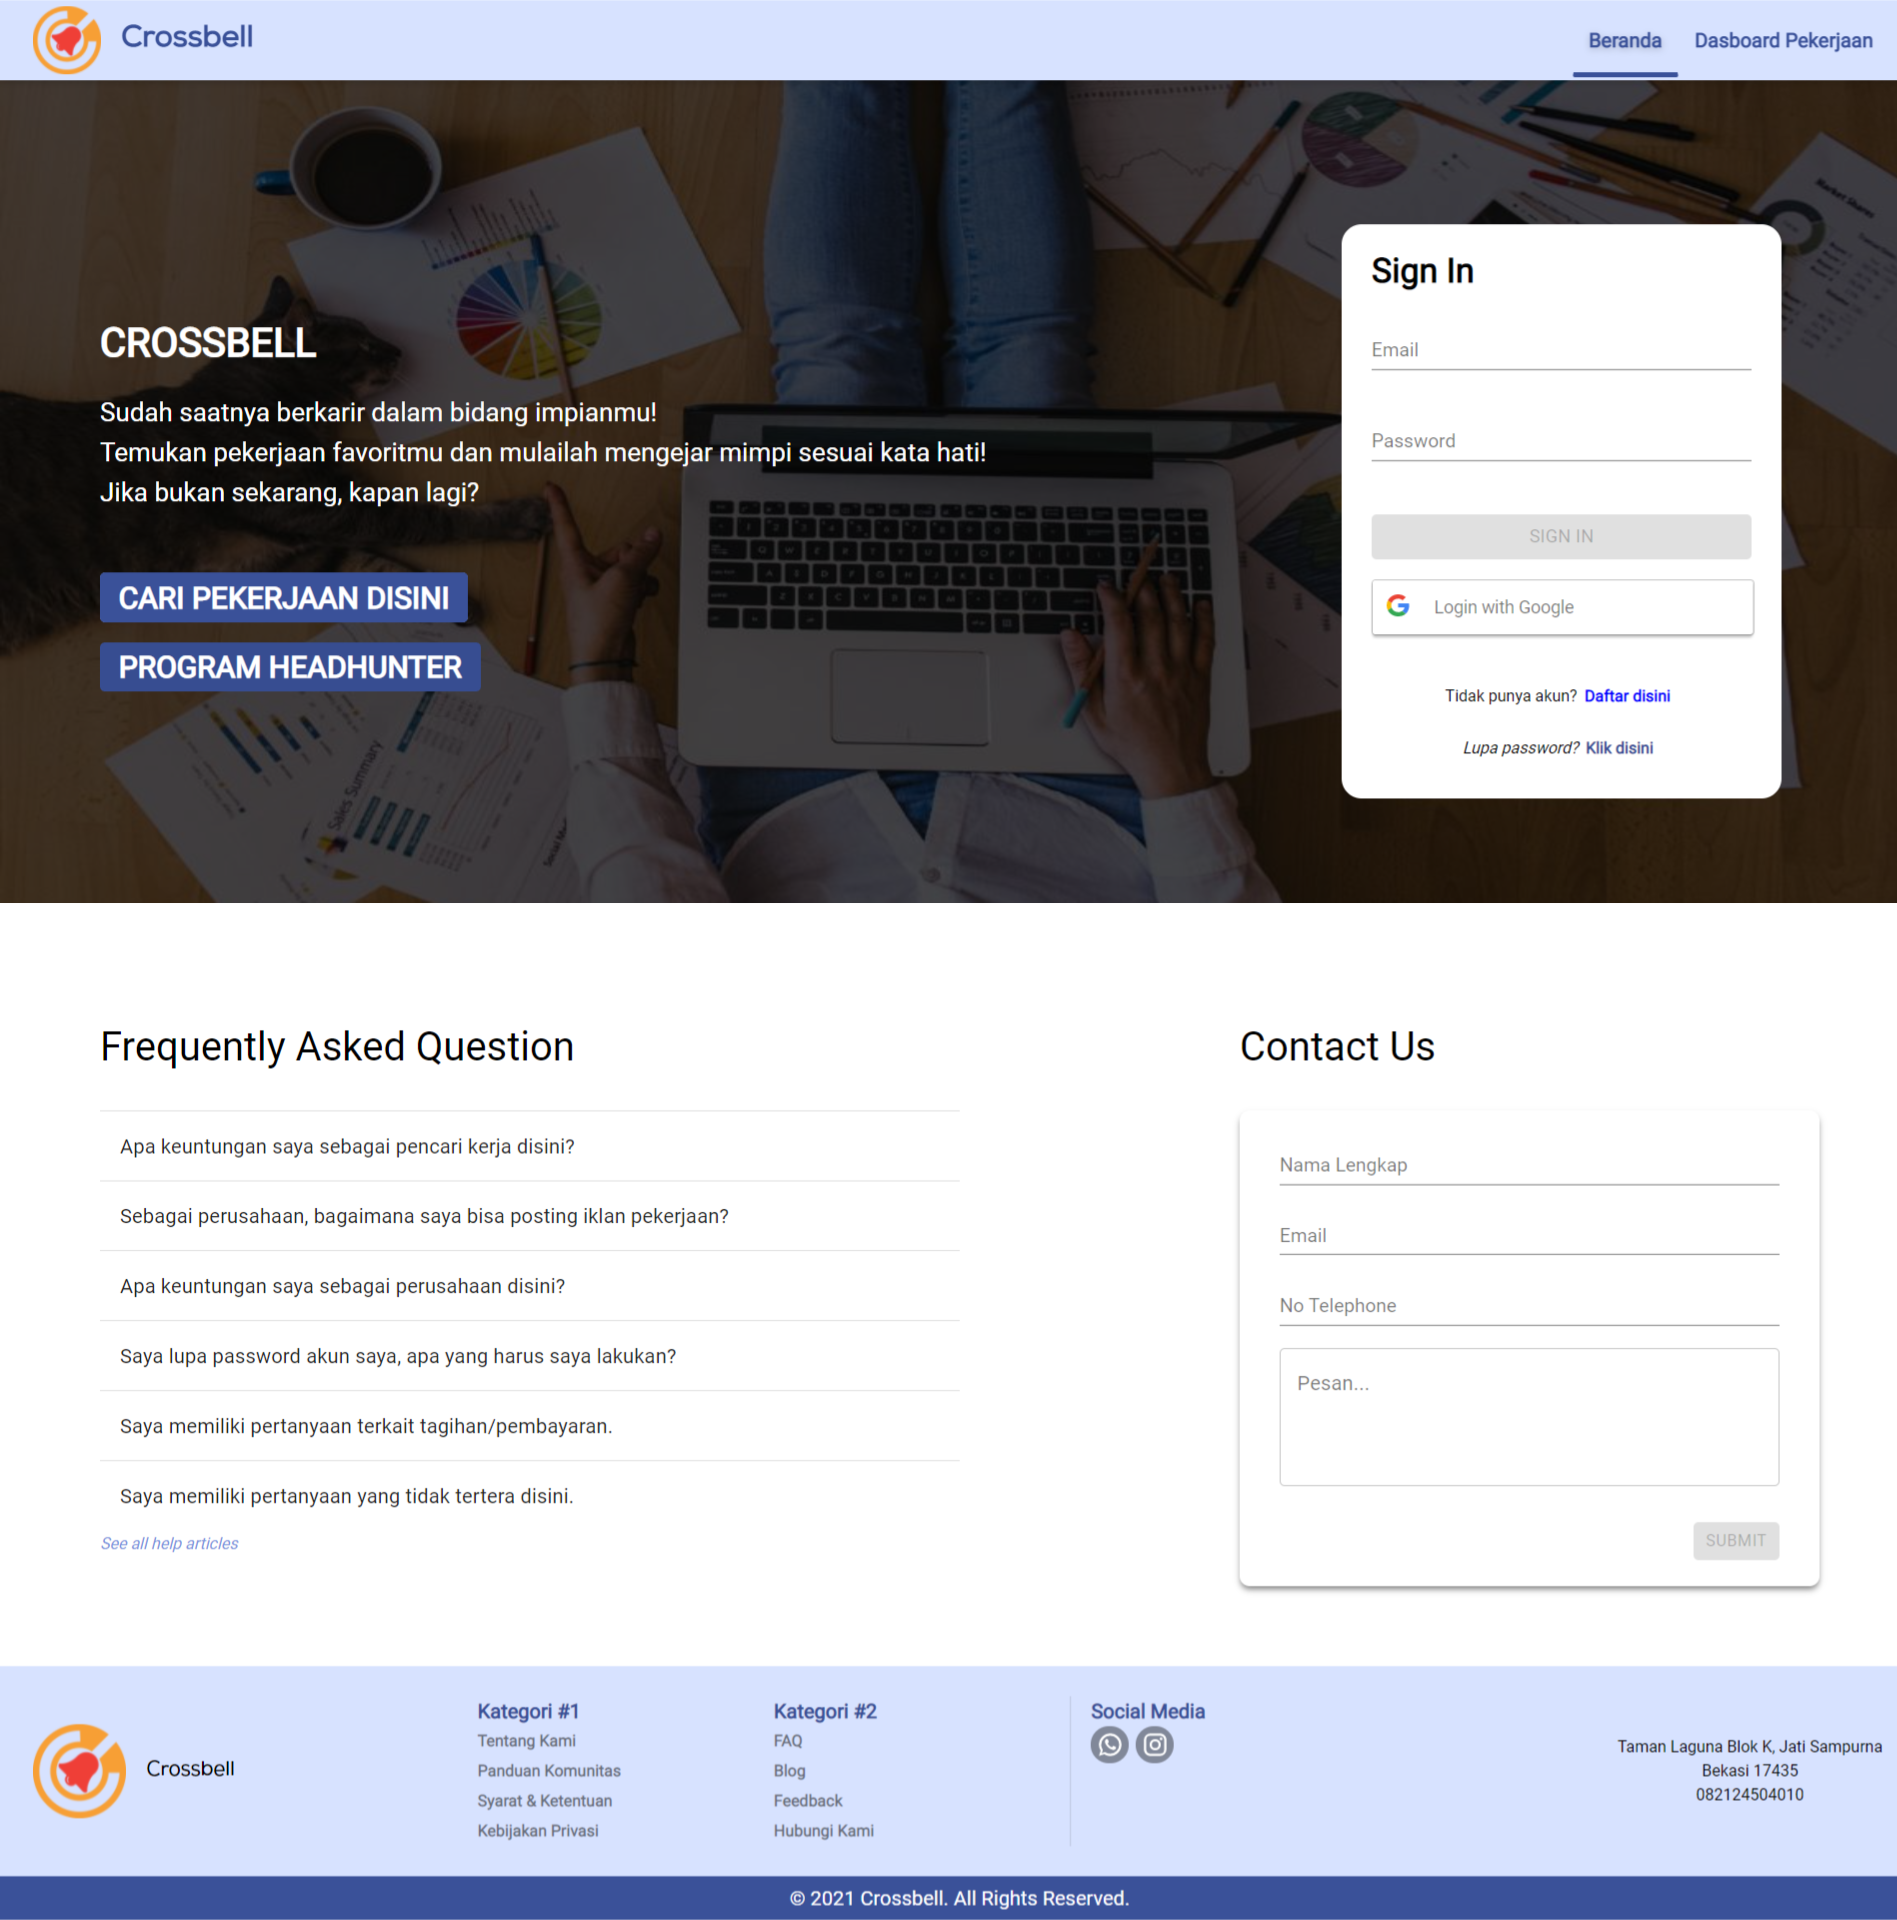 Crossbell
Beranda
Dasboard Pekerjaan
CROSSBELL
Sudah saatnya berkarir dalam bidang impianmu!
Temukan pekerjaan favoritmu dan mulailah mengejar mimpi sesuai kata hati!
Jika bukan sekarang, kapan lagi?
CARI PEKERJAAN DISINI
PROGRAM HEADHUNTER
Sales Summary
Market Shares
Sign In
Email
Password
SIGN IN
Login with Google
Tidak punya akun? Daftar disini
Lupa password? Klik disini
Frequently Asked Question
Apa keuntungan saya sebagai pencari kerja disini?
Sebagai perusahaan, bagaimana saya bisa posting iklan pekerjaan?
Apa keuntungan saya sebagai perusahaan disini?
Saya lupa password akun saya, apa yang harus saya lakukan?
Saya memiliki pertanyaan terkait tagihan/pembayaran.
Saya memiliki pertanyaan yang tidak tertera disini.
See all help articles
Contact Us
Nama Lengkap
Email
No Telephone
Pesan...
SUBMIT
Crossbell
Kategori #1
Tentang Kami
Panduan Komunitas
Syarat & Ketentuan
Kebijakan Privasi
Kategori #2
FAQ
Blog
Feedback
Hubungi Kami
Social Media
Taman Laguna Blok K, Jati Sampurna
Bekasi 17435
082124504010
© 2021 Crossbell. All Rights Reserved.